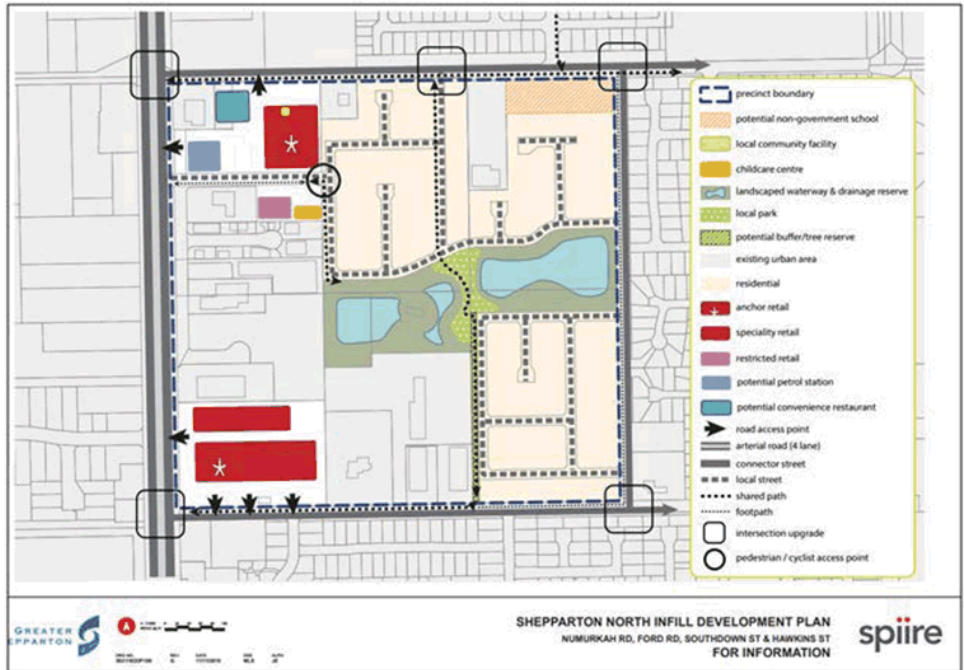 precinct boundary
potential non-government school
local community facility
childcare centre
landscaped waterway & drainage reserve
local park
potential buffer/tree reserve
existing urban area
residential
anchor retail
speciality retail
restricted retail
potential petrol station
potential convenience restaurant
road access point
arterial road (4 lane)
connector street
local street
shared path
footpath
intersection upgrade
pedestrian / cyclist access point
GREATER
EPPARTON
A
SHEPPARTON NORTH INFILL DEVELOPMENT PLAN
NUMURKAH RD, FORD RD, SOUTHDOWN ST & HAWKINS ST
FOR INFORMATION
spiire